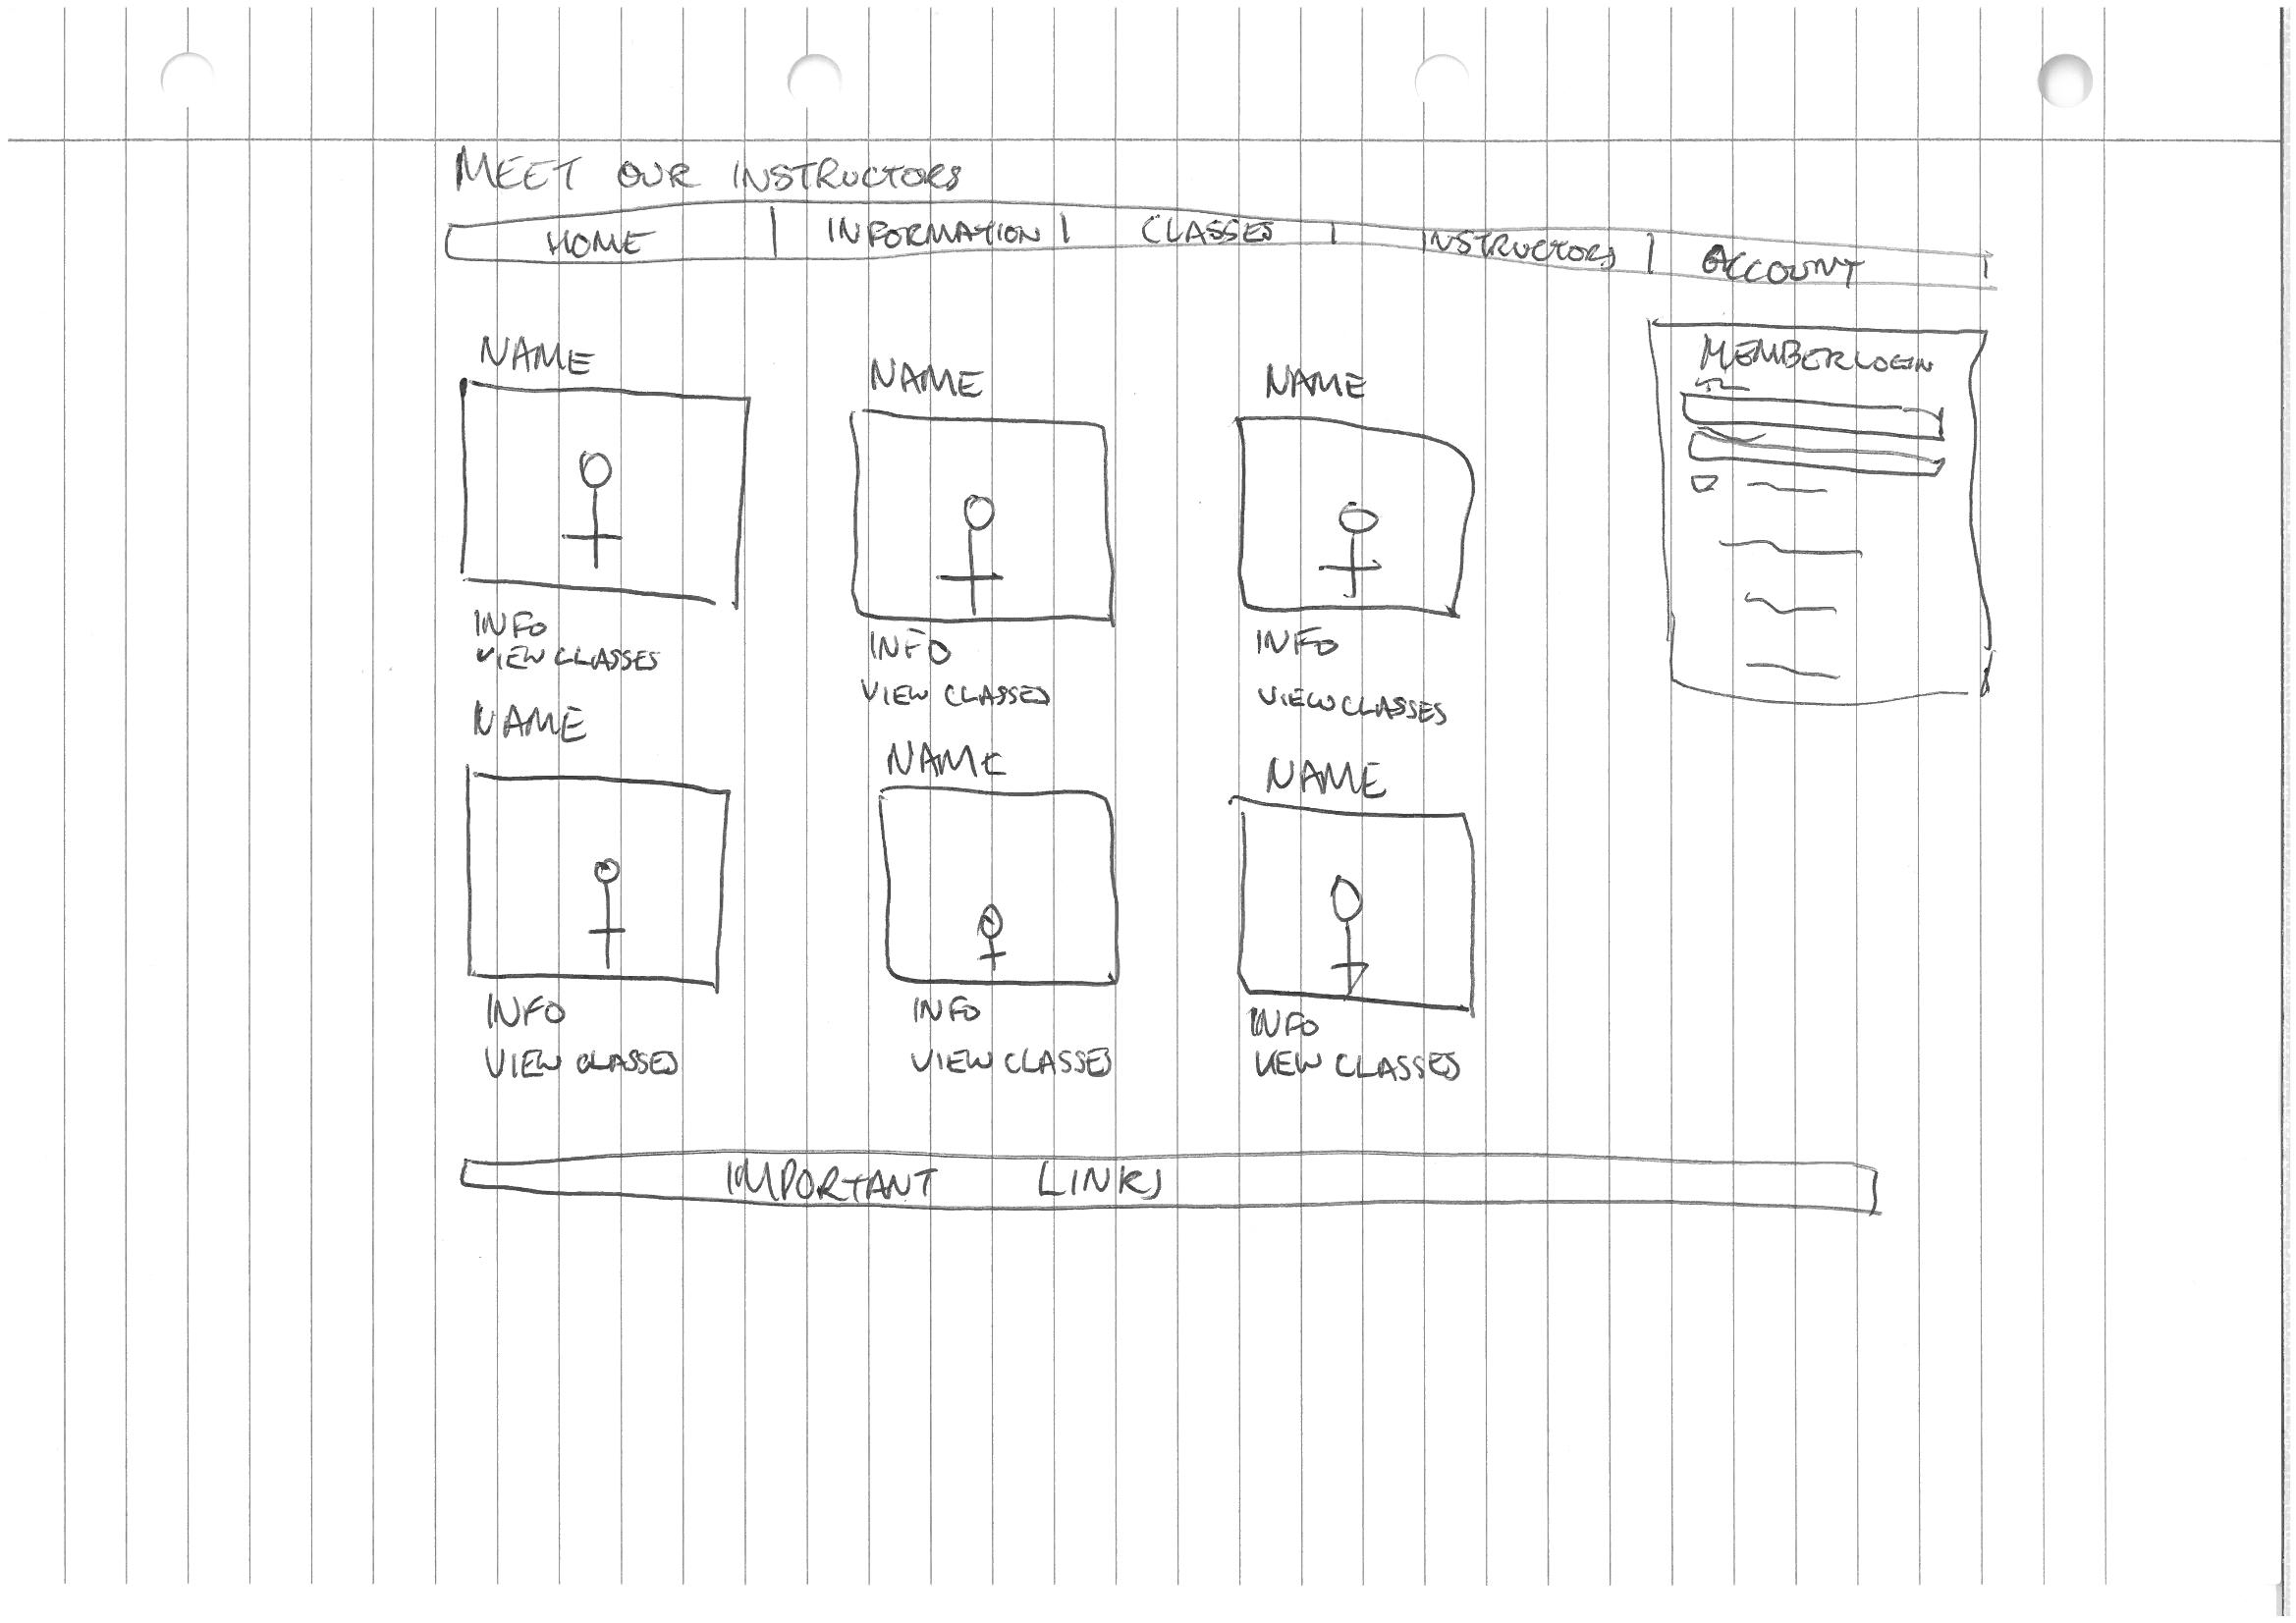 MEET OUR INSTRUCTORS
HOME | INFORMATION | CLASSES | INSTRUCTORS | ACCOUNT
MEMBER LOGIN
NAME NAME NAME
INFO INFO INFO
VIEW CLASSES VIEW CLASSES VIEW CLASSES
NAME NAME NAME
INFO INFO INFO
VIEW CLASSES VIEW CLASSES VIEW CLASSES
IMPORTANT LINKS